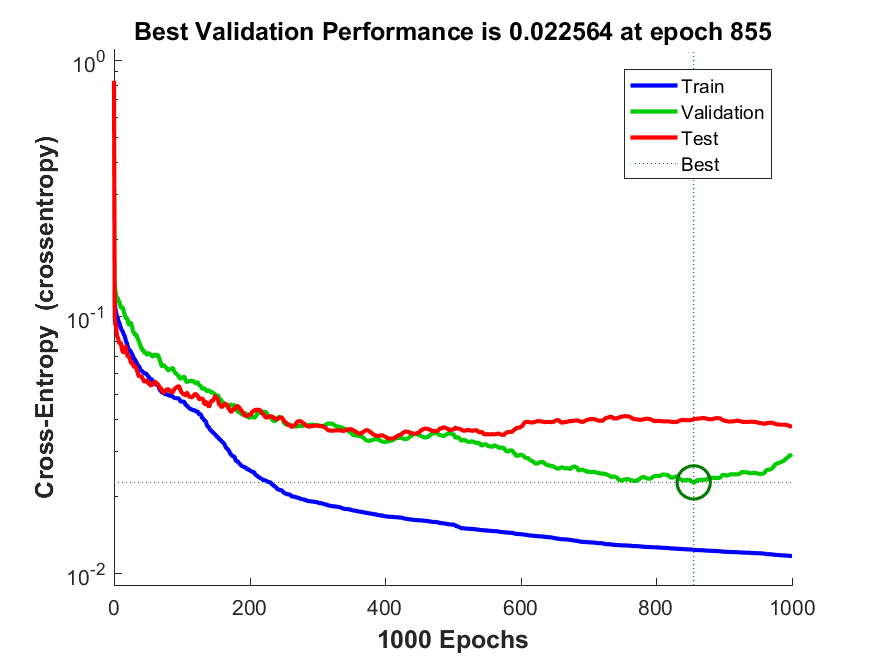 Best Validation Performance is 0.022564 at epoch 855
Cross-Entropy (crossentropy)
10^0
10^-1
10^-2
Train
Validation
Test
Best
0
200
400
600
800
1000
1000 Epochs